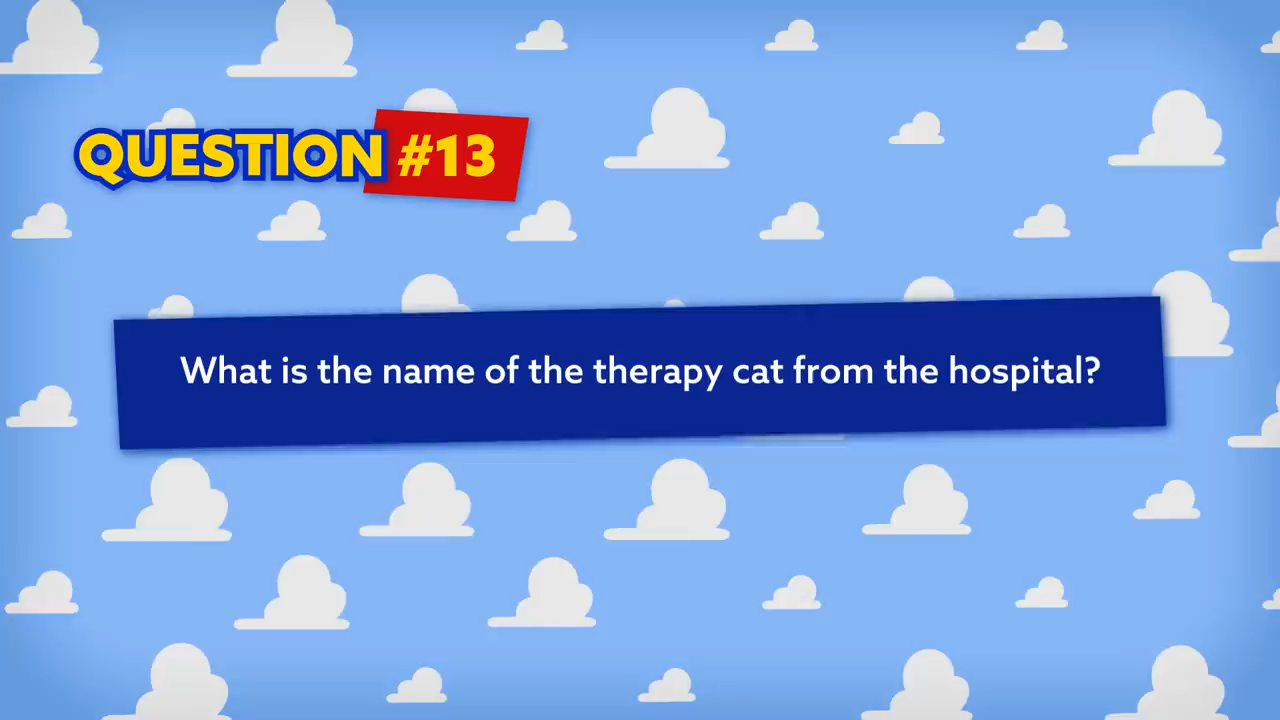 QUESTION #13
What is the name of the therapy cat from the hospital?